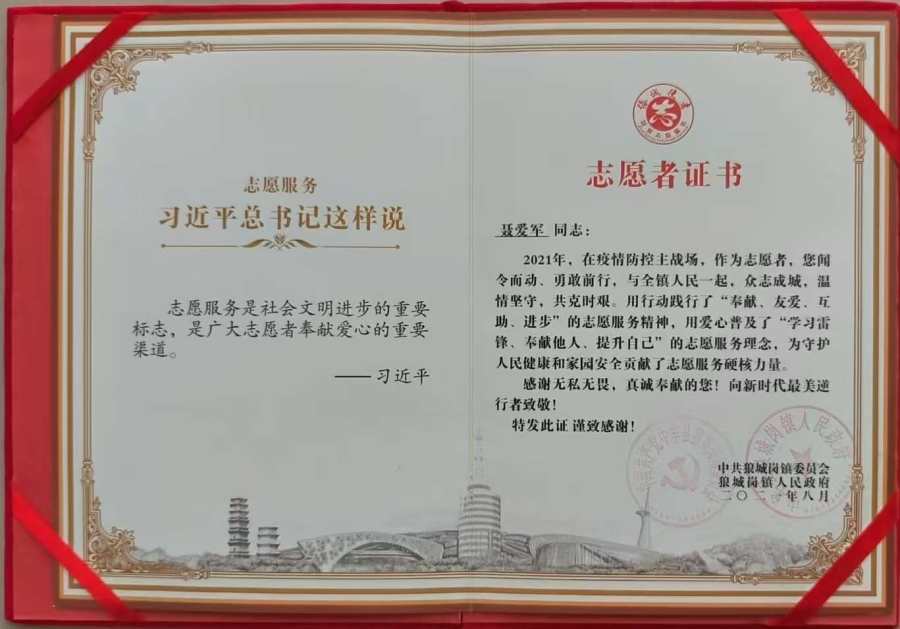 志愿服务
习近平总书记这样说
志愿服务是社会文明进步的重要
标志，是广大志愿者奉献爱心的重要
渠道。
——习近平
志愿者证书
聂爱军 同志：
2021年，在疫情防控主战场，作为志愿者，您闻
令而动、勇敢前行，与全镇人民一起，众志成城，温
情坚守，共克时艰。用行动践行了“奉献、友爱、互
助、进步”的志愿服务精神，用爱心普及了“学习雷
锋、奉献他人、提升自己”的志愿服务理念，为守护
人民健康和家园安全贡献了志愿服务硬核力量。
感谢无私无畏，真诚奉献的您！向新时代最美逆
行者致敬！
特发此证 谨致感谢！
中共狼城岗镇委员会
狼城岗镇人民政府
二〇二一年八月